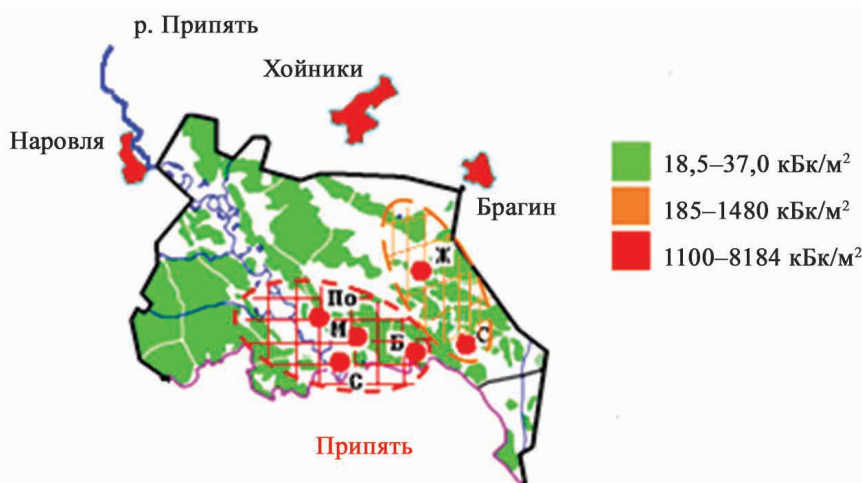 р. Припять
Хойники
Наровля
Брагин
18,5–37,0 кБк/м²
185–1480 кБк/м²
1100–8184 кБк/м²
Ж
По
М
Б
С
С
Припять